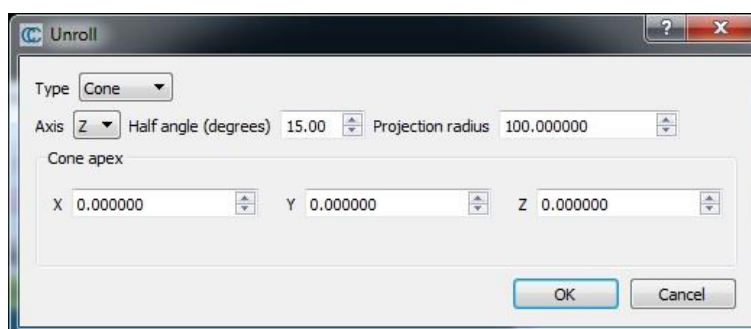 Unroll
Type Cone
Axis Z Half angle (degrees) 15.00 Projection radius 100.000000
Cone apex
X 0.000000 Y 0.000000 Z 0.000000
OK Cancel